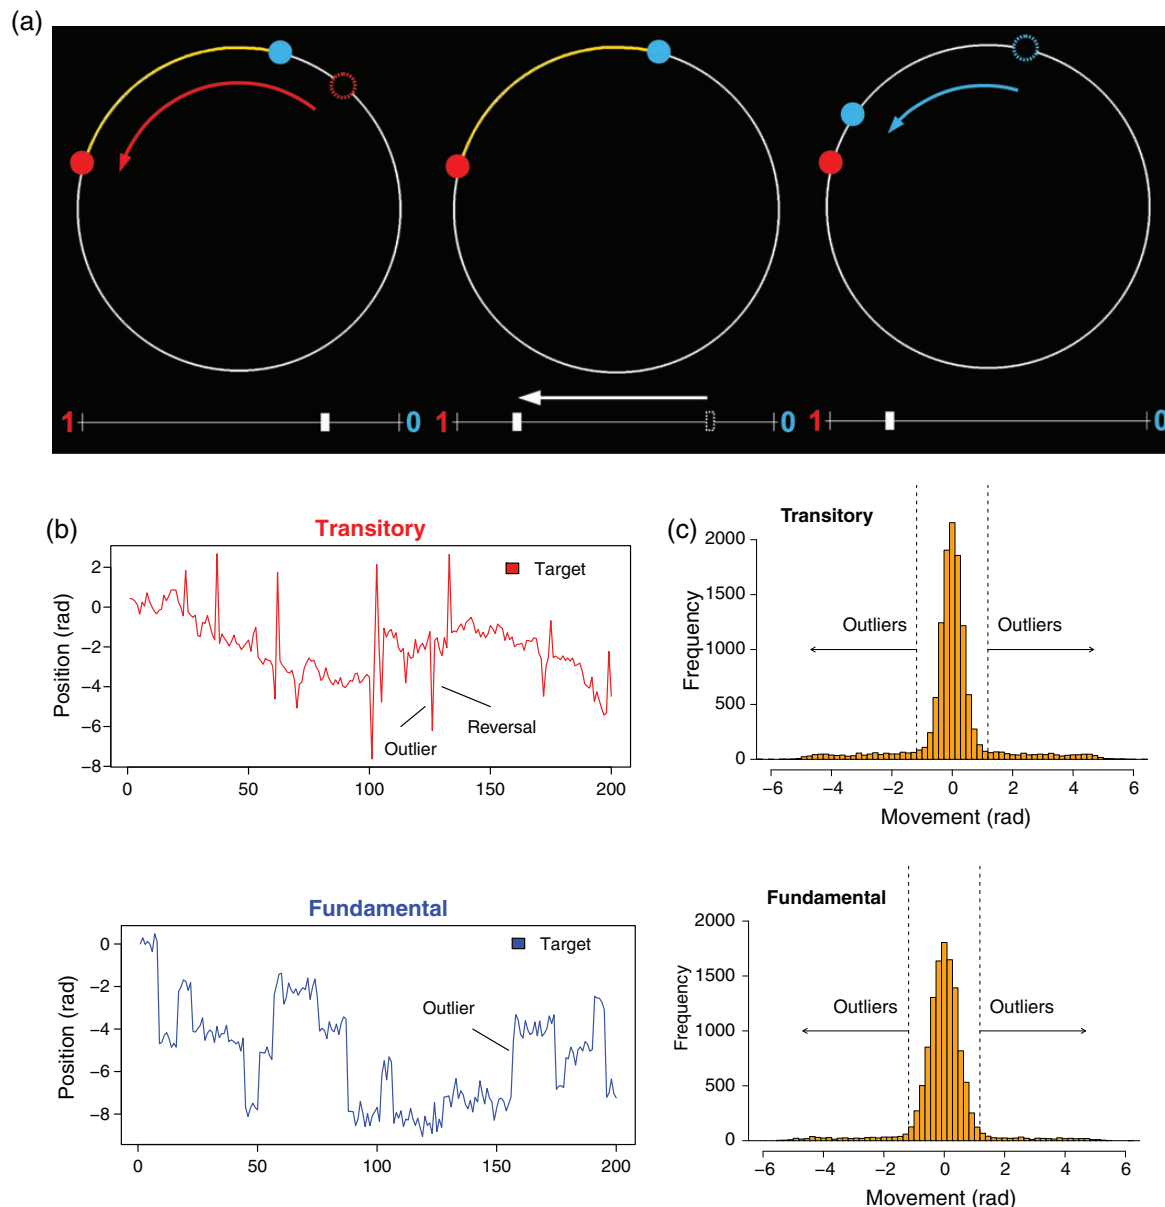 (a)
1 0 1 0 1 0
(b)
Transitory
Target
Position (rad)
2
0
−2
−4
−6
−8
Outlier
Reversal
0 50 100 150 200
(c)
Transitory
Frequency
2000
1500
1000
500
0
Outliers Outliers
−6 −4 −2 0 2 4 6
Movement (rad)
Fundamental
Target
Position (rad)
0
−2
−4
−6
−8
Outlier
0 50 100 150 200
Fundamental
Frequency
2000
1500
1000
500
0
Outliers Outliers
−6 −4 −2 0 2 4 6
Movement (rad)